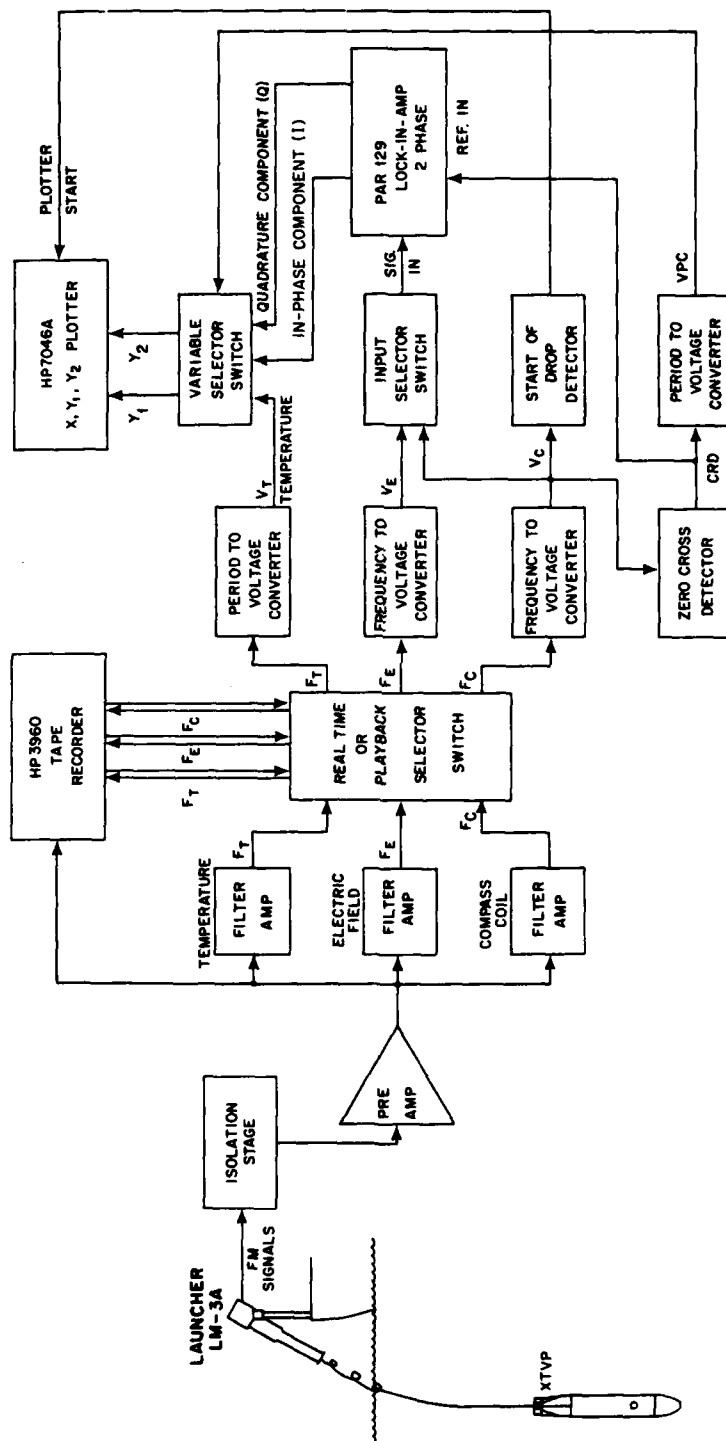 LAUNCHER
LM-3A
FM
SIGNALS
XTVP
ISOLATION
STAGE
PRE
AMP
HP 3960
TAPE
RECORDER
TEMPERATURE
FILTER
AMP
ELECTRIC
FIELD
FILTER
AMP
COMPASS
COIL
FILTER
AMP
FT
FE
FC
FT
FE
FC
REAL TIME
OR
PLAYBACK
SELECTOR
SWITCH
FT
FE
FC
PERIOD TO
VOLTAGE
CONVERTER
FREQUENCY TO
VOLTAGE
CONVERTER
FREQUENCY TO
VOLTAGE
CONVERTER
ZERO CROSS
DETECTOR
VT
TEMPERATURE
VE
VC
CRD
HP7046A
X, Y1, Y2 PLOTTER
PLOTTER
START
Y1
Y2
VARIABLE
SELECTOR
SWITCH
QUADRATURE COMPONENT (Q)
IN-PHASE COMPONENT (I)
INPUT
SELECTOR
SWITCH
SIG.
IN
PAR 129
LOCK-IN-AMP
2 PHASE
REF. IN
START OF
DROP
DETECTOR
PERIOD TO
VOLTAGE
CONVERTER
VPC